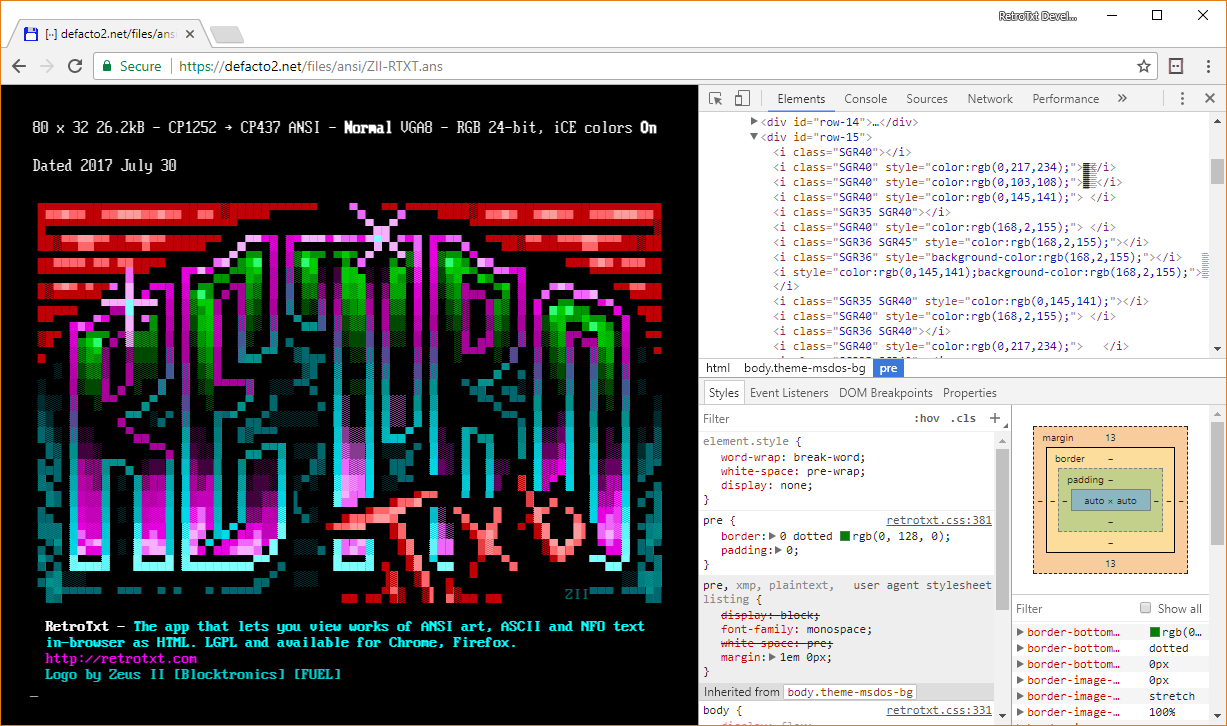 RetroTxt Devel...
[··] defacto2.net/files/ansi
Secure https://defacto2.net/files/ansi/ZII-RTXT.ans
80 x 32 26.2kB - CP1252 → CP437 ANSI - Normal VGA8 - RGB 24-bit, iCE colors On
Dated 2017 July 30
RETRO
Txt
ZII
RetroTxt - The app that lets you view works of ANSI art, ASCII and NFO text
in-browser as HTML. LGPL and available for Chrome, Firefox.
http://retrotxt.com
Logo by Zeus II [Blocktronics] [FUEL]
Elements Console Sources Network Performance »
▶<div id="row-14">…</div>
▼<div id="row-15">
<i class="SGR40"></i>
<i class="SGR40" style="color:rgb(0,217,234);">▓</i>
<i class="SGR40" style="color:rgb(0,103,108);">▓</i>
<i class="SGR40" style="color:rgb(0,145,141);"> </i>
<i class="SGR35 SGR40"></i>
<i class="SGR40" style="color:rgb(168,2,155);"> </i>
<i class="SGR36 SGR45" style="color:rgb(168,2,155);"></i>
<i class="SGR36" style="background-color:rgb(168,2,155);"></i>
<i style="color:rgb(0,145,141);background-color:rgb(168,2,155);">
</i>
<i class="SGR35 SGR40" style="color:rgb(0,145,141);"></i>
<i class="SGR40" style="color:rgb(168,2,155);"> </i>
<i class="SGR36 SGR40"></i>
<i class="SGR40" style="color:rgb(0,217,234);"> </i>
html body.theme-msdos-bg pre
Styles Event Listeners DOM Breakpoints Properties
Filter :hov .cls +
element.style {
word-wrap: break-word;
white-space: pre-wrap;
display: none;
}
pre { retrotxt.css:381
border:▶ 0 dotted rgb(0, 128, 0);
padding:▶ 0;
}
pre, xmp, plaintext, user agent stylesheet
listing {
display: block;
font-family: monospace;
white-space: pre;
margin:▶ 1em 0px;
}
Inherited from body.theme-msdos-bg
body { retrotxt.css:331
margin 13
border –
padding –
– – – auto × auto – – –
–
–
13
Filter Show all
▶ border-bottom… rgb(0…
▶ border-bottom… dotted
▶ border-bottom… 0px
▶ border-image-… 0px
▶ border-image-… stretch
▶ border-image-… 100%